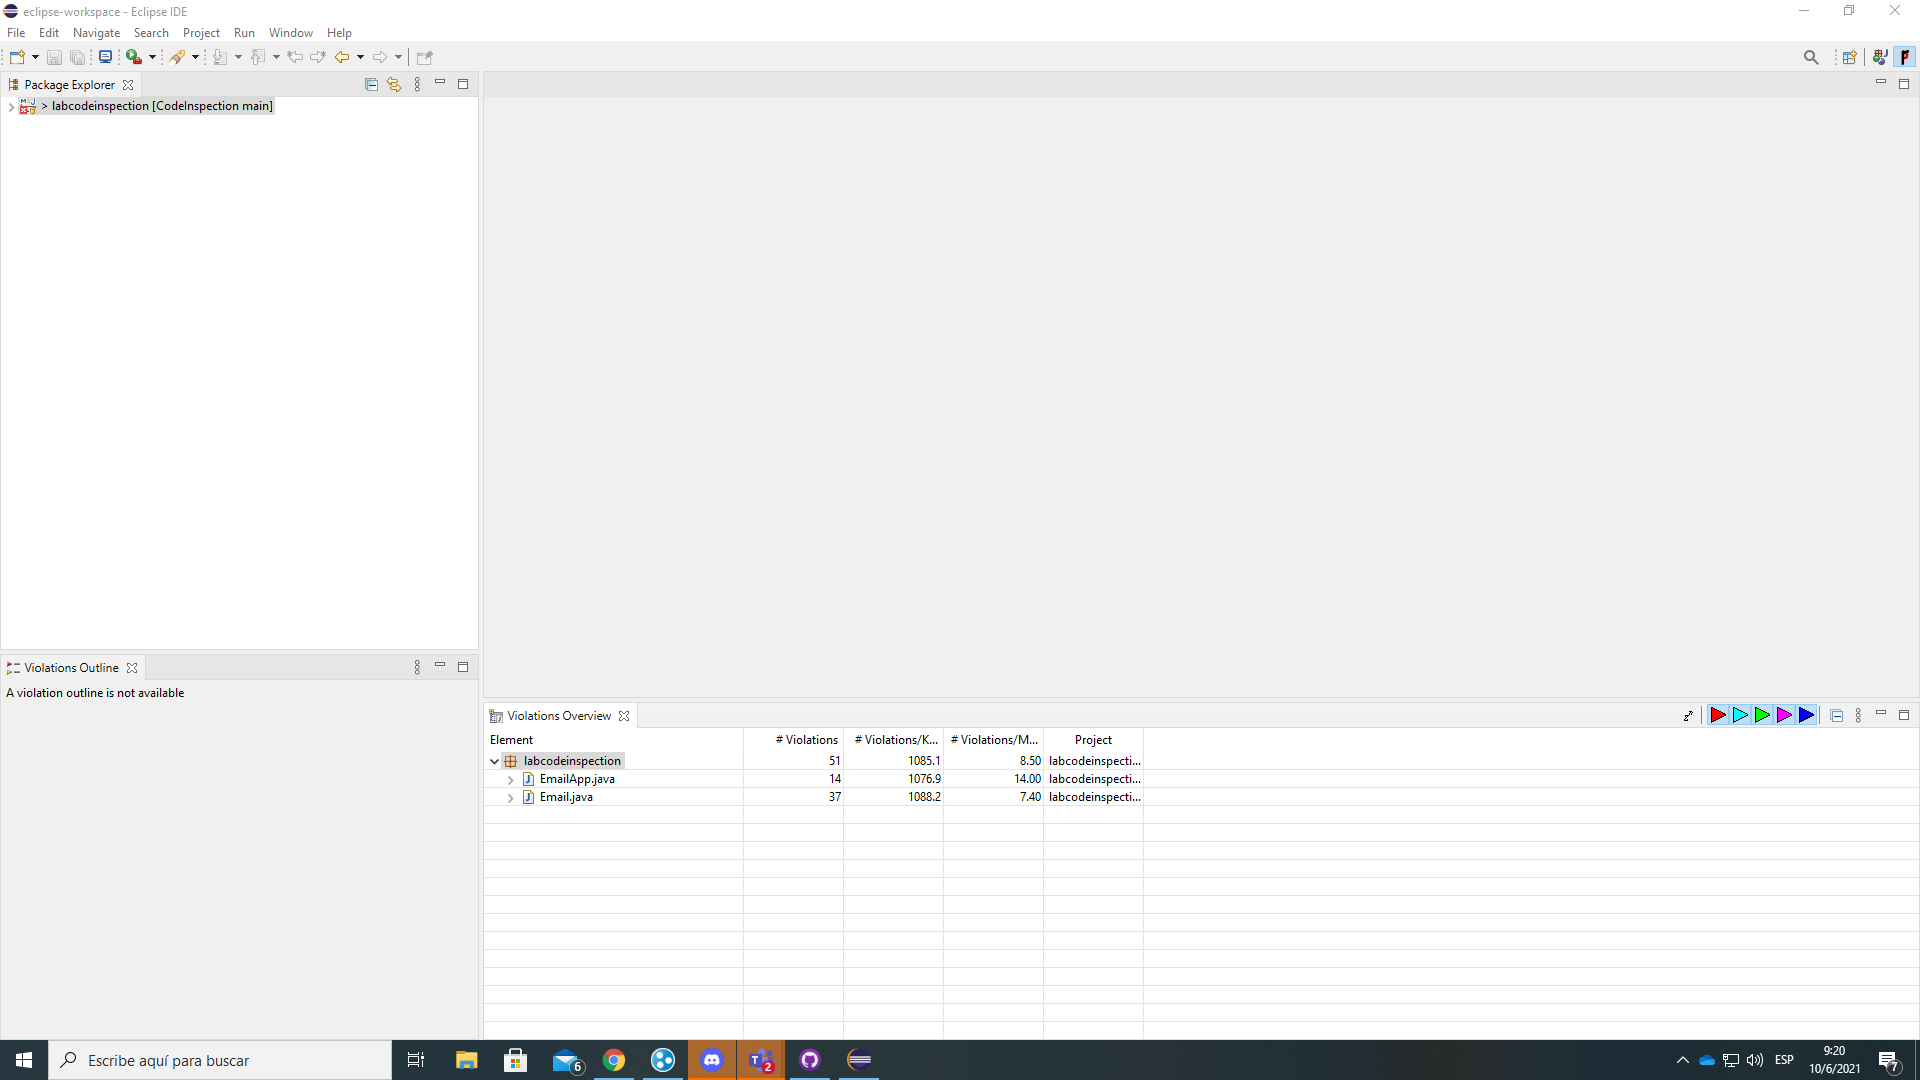 eclipse-workspace - Eclipse IDE
File Edit Navigate Search Project Run Window Help
Package Explorer
> labcodeinspection [CodeInspection main]
Violations Outline
A violation outline is not available
Violations Overview
Element # Violations # Violations/K... # Violations/M... Project
labcodeinspection 51 1085.1 8.50 labcodeinspecti...
EmailApp.java 14 1076.9 14.00 labcodeinspecti...
Email.java 37 1088.2 7.40 labcodeinspecti...
Escribe aquí para buscar
6
2
ESP
9:20
10/6/2021
7